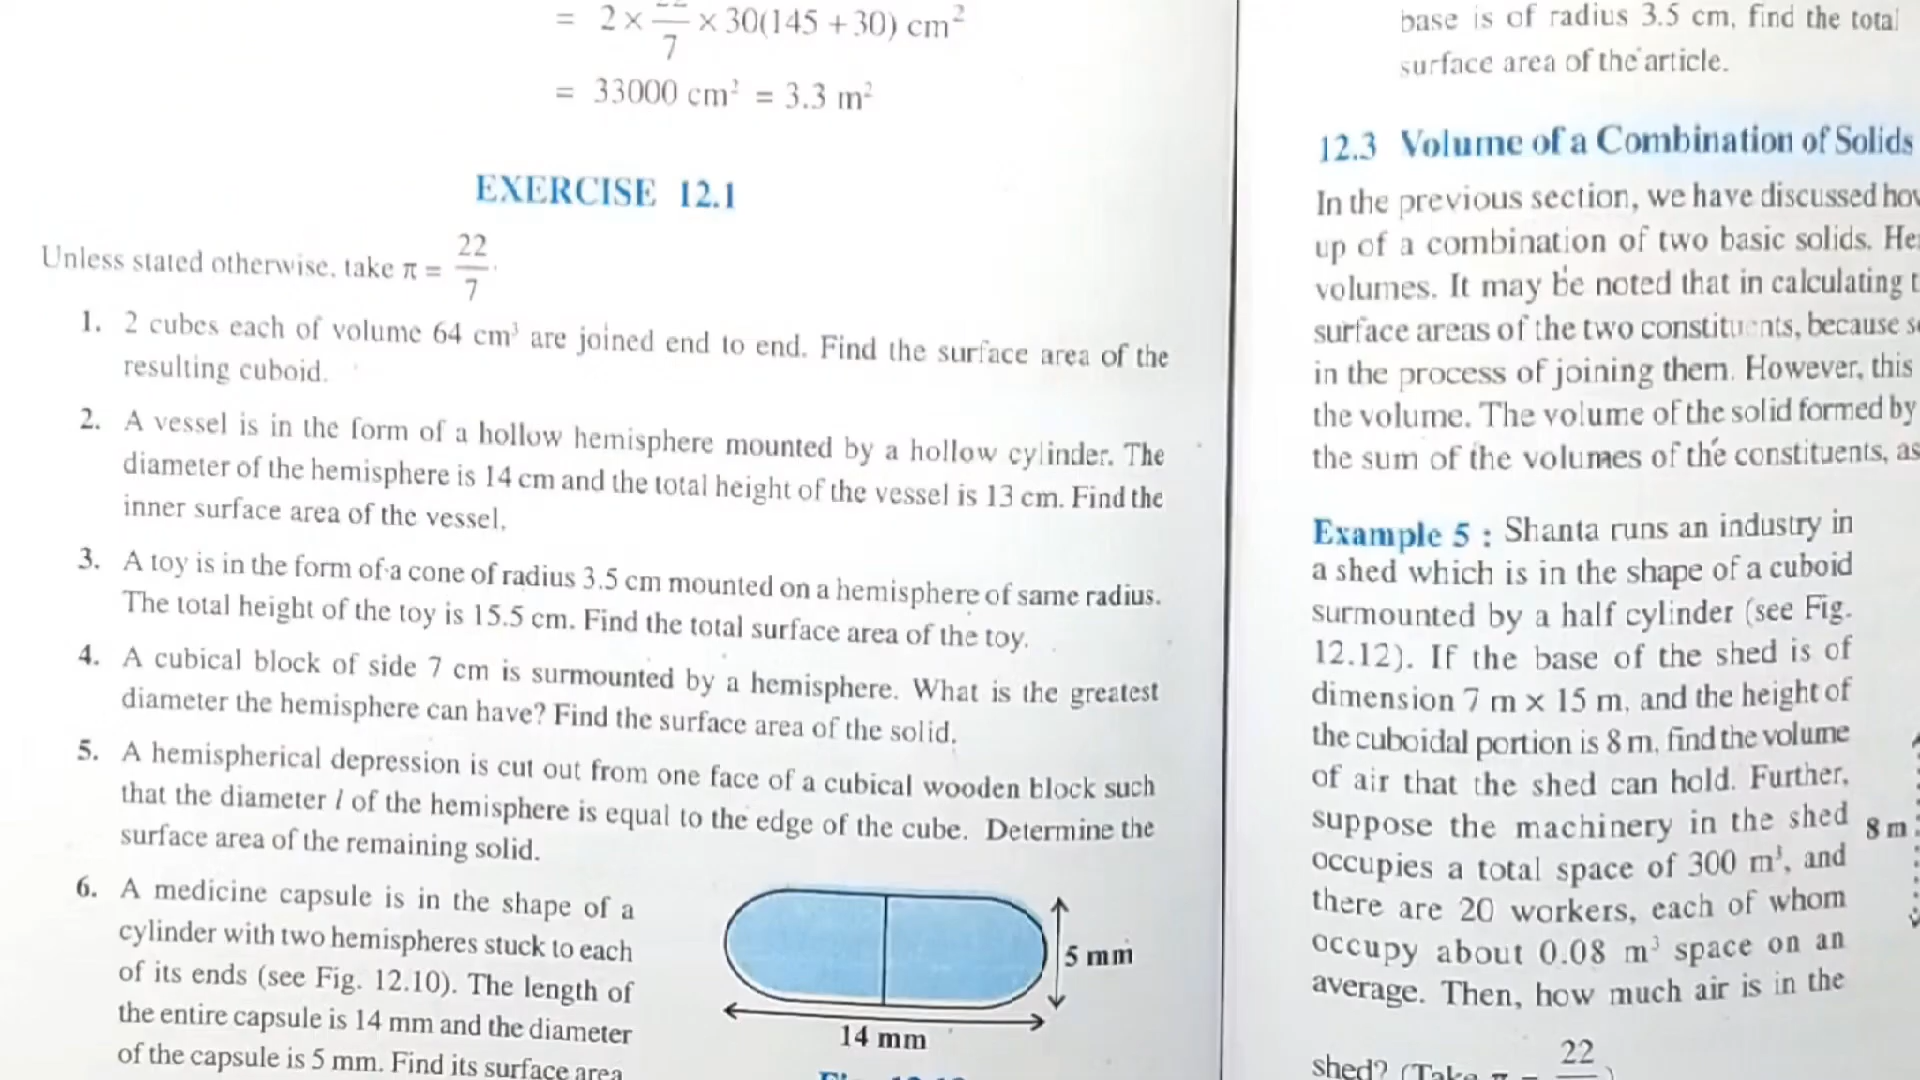 = 2 × 22/7 × 30(145 + 30) cm²
= 33000 cm² = 3.3 m²
EXERCISE 12.1
Unless stated otherwise, take π = 22/7.
1. 2 cubes each of volume 64 cm³ are joined end to end. Find the surface area of the
resulting cuboid.
2. A vessel is in the form of a hollow hemisphere mounted by a hollow cylinder. The
diameter of the hemisphere is 14 cm and the total height of the vessel is 13 cm. Find the
inner surface area of the vessel.
3. A toy is in the form of a cone of radius 3.5 cm mounted on a hemisphere of same radius.
The total height of the toy is 15.5 cm. Find the total surface area of the toy.
4. A cubical block of side 7 cm is surmounted by a hemisphere. What is the greatest
diameter the hemisphere can have? Find the surface area of the solid.
5. A hemispherical depression is cut out from one face of a cubical wooden block such
that the diameter l of the hemisphere is equal to the edge of the cube. Determine the
surface area of the remaining solid.
6. A medicine capsule is in the shape of a
cylinder with two hemispheres stuck to each
of its ends (see Fig. 12.10). The length of
the entire capsule is 14 mm and the diameter
of the capsule is 5 mm. Find its surface area
5 mm
14 mm
base is of radius 3.5 cm, find the total
surface area of the article.
12.3 Volume of a Combination of Solids
In the previous section, we have discussed
up of a combination of two basic solids.
volumes. It may be noted that in calculating
surface areas of the two constituents, because
in the process of joining them. However, this
the volume. The volume of the solid formed by
the sum of the volumes of the constituents, as
Example 5 : Shanta runs an industry in
a shed which is in the shape of a cuboid
surmounted by a half cylinder (see Fig.
12.12). If the base of the shed is of
dimension 7 m × 15 m, and the height of
the cuboidal portion is 8 m, find the volume
of air that the shed can hold. Further,
suppose the machinery in the shed
occupies a total space of 300 m³, and
there are 20 workers, each of whom
occupy about 0.08 m³ space on an
average. Then, how much air is in the
shed? (Take π = 22
8 m